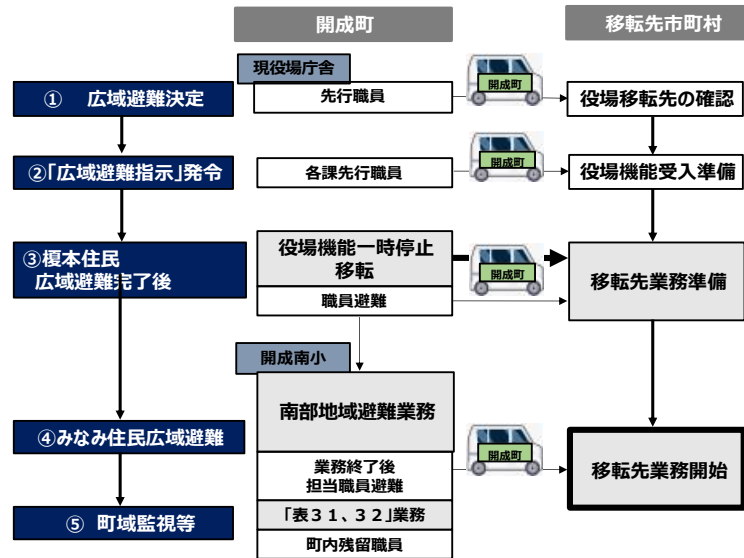 開成町
移転先市町村
現役場庁舎
① 広域避難決定
先行職員
開成町
役場移転先の確認
②「広域避難指示」発令
各課先行職員
開成町
役場機能受入準備
③榎本住民
広域避難完了後
役場機能一時停止
移転
開成町
移転先業務準備
職員避難
開成南小
南部地域避難業務
④みなみ住民広域避難
業務終了後
担当職員避難
開成町
移転先業務開始
⑤ 町域監視等
「表31、32」業務
町内残留職員